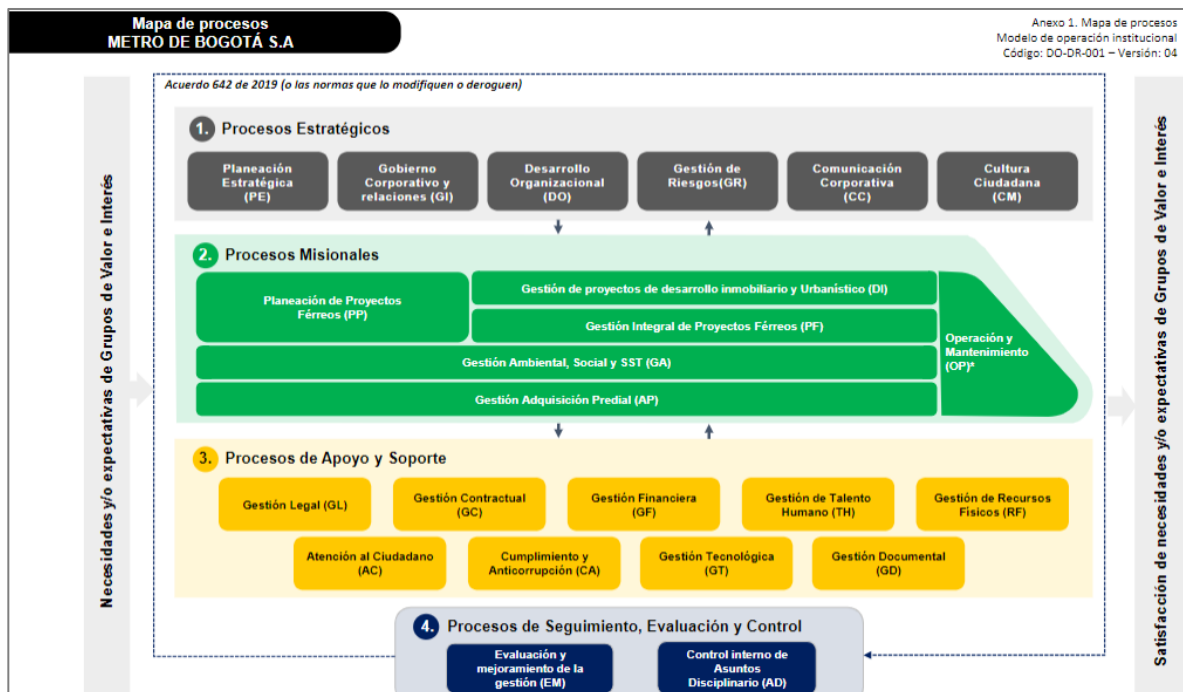 Mapa de procesos
METRO DE BOGOTÁ S.A
Anexo 1. Mapa de procesos
Modelo de operación institucional
Código: DO-DR-001 – Versión: 04
Necesidades y/o expectativas de Grupos de Valor e Interés
Acuerdo 642 de 2019 (o las normas que lo modifiquen o deroguen)
1. Procesos Estratégicos
Planeación
Estratégica
(PE)
Gobierno
Corporativo y
relaciones (GI)
Desarrollo
Organizacional
(DO)
Gestión de
Riesgos(GR)
Comunicación
Corporativa
(CC)
Cultura
Ciudadana
(CM)
2. Procesos Misionales
Planeación de Proyectos
Férreos (PP)
Gestión de proyectos de desarrollo inmobiliario y Urbanístico (DI)
Gestión Integral de Proyectos Férreos (PF)
Gestión Ambiental, Social y SST (GA)
Gestión Adquisición Predial (AP)
Operación y
Mantenimiento
(OP)*
3. Procesos de Apoyo y Soporte
Gestión Legal (GL)
Gestión Contractual
(GC)
Gestión Financiera
(GF)
Gestión de Talento
Humano (TH)
Gestión de Recursos
Físicos (RF)
Atención al Ciudadano
(AC)
Cumplimiento y
Anticorrupción (CA)
Gestión Tecnológica
(GT)
Gestión Documental
(GD)
4. Procesos de Seguimiento, Evaluación y Control
Evaluación y
mejoramiento de la
gestión (EM)
Control interno de
Asuntos
Disciplinario (AD)
Satisfacción de necesidades y/o expectativas de Grupos de Valor e Interés